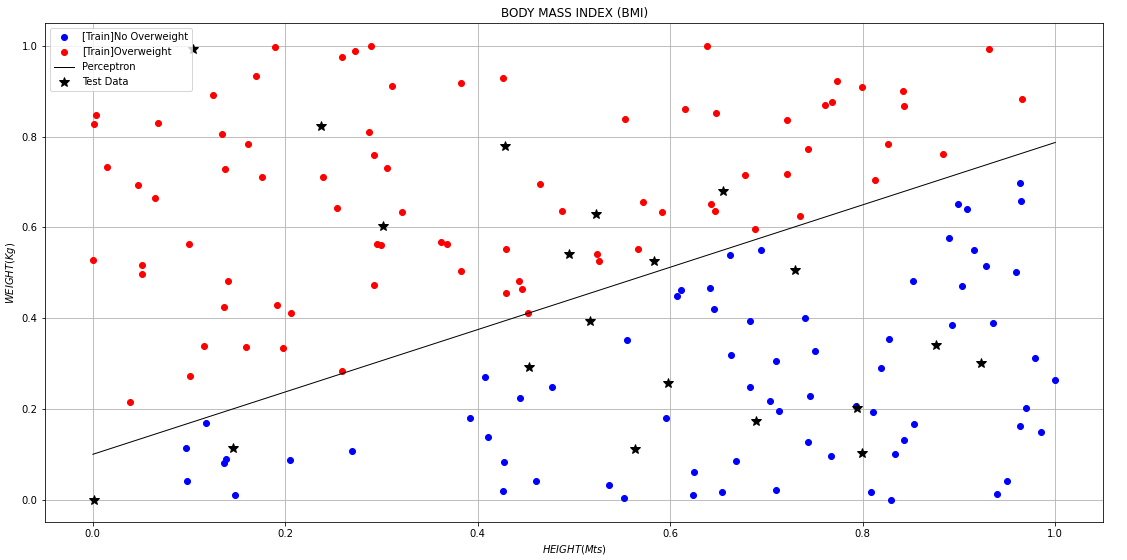 BODY MASS INDEX (BMI)
[Train]No Overweight
[Train]Overweight
Perceptron
Test Data
1.0
0.8
0.6
0.4
0.2
0.0
WEIGHT(Kg)
0.0 0.2 0.4 0.6 0.8 1.0
HEIGHT(Mts)